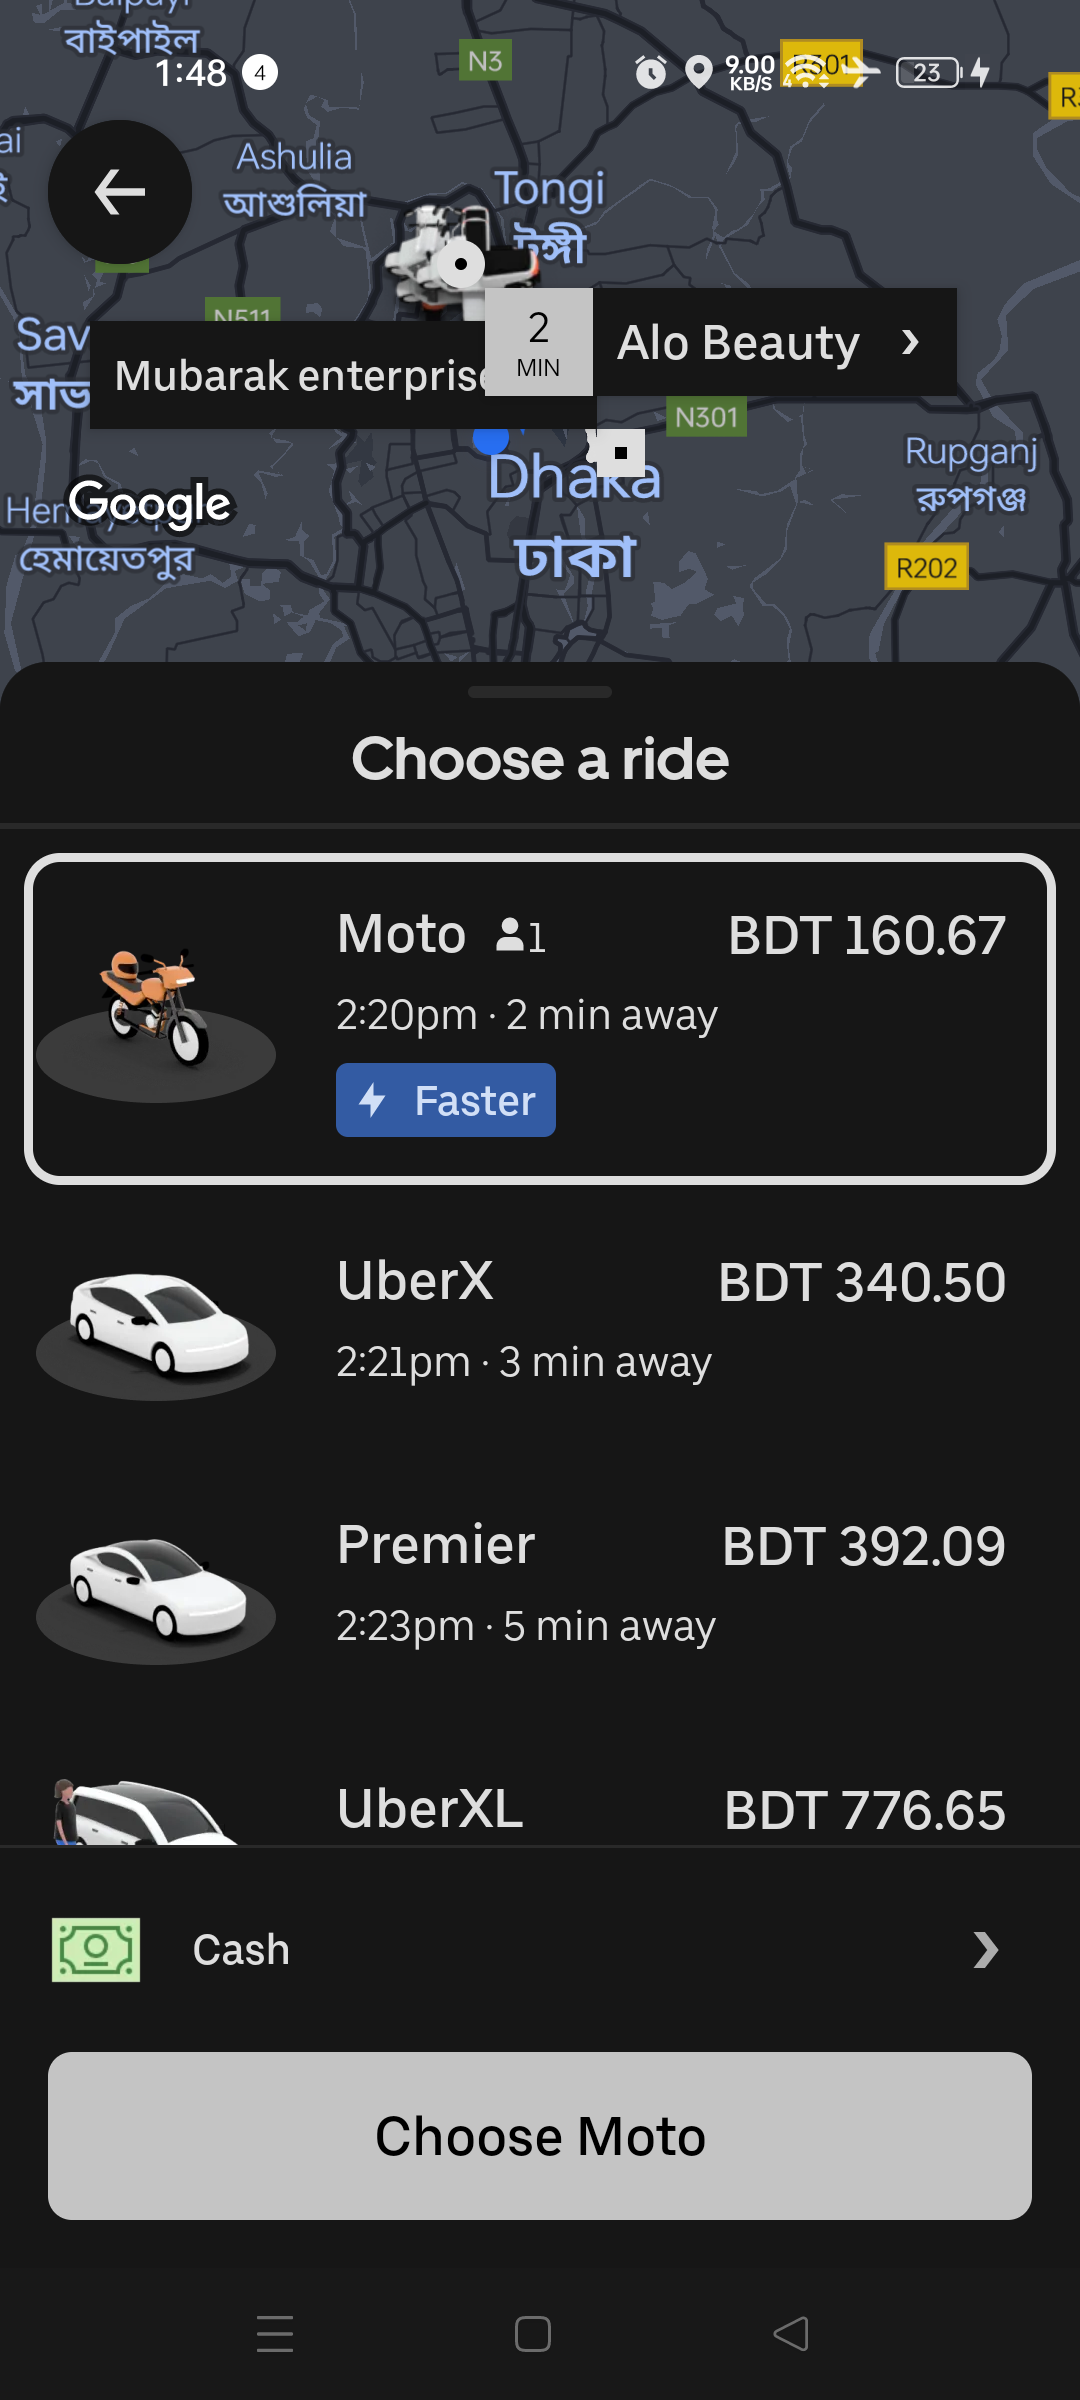 বাইপাইল
1:48
4
N3
9.00
KB/S
R301
23
Ashulia
আশুলিয়া
Tongi
টঙ্গী
N511
2
MIN
Alo Beauty
Mubarak enterprise
N301
Dhaka
ঢাকা
Rupganj
রুপগঞ্জ
Google
হেমায়েতপুর
R202
Choose a ride
Moto 1
BDT 160.67
2:20pm · 2 min away
Faster
UberX
BDT 340.50
2:21pm · 3 min away
Premier
BDT 392.09
2:23pm · 5 min away
UberXL
BDT 776.65
Cash
Choose Moto